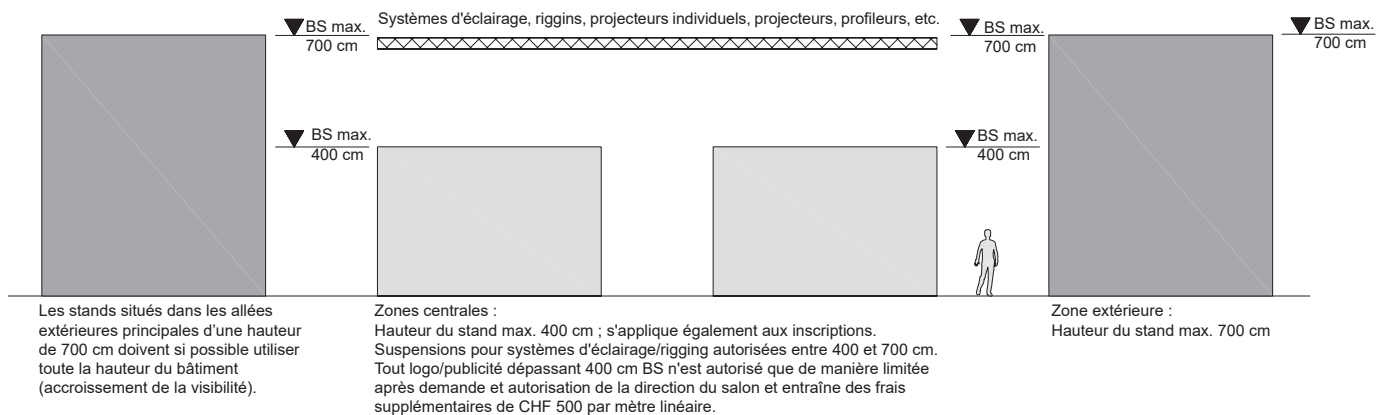 Systèmes d'éclairage, riggins, projecteurs individuels, projecteurs, profileurs, etc.
BS max.
700 cm
BS max.
700 cm
BS max.
700 cm
BS max.
400 cm
BS max.
400 cm
Les stands situés dans les allées
extérieures principales d’une hauteur
de 700 cm doivent si possible utiliser
toute la hauteur du bâtiment
(accroissement de la visibilité).
Zones centrales :
Hauteur du stand max. 400 cm ; s'applique également aux inscriptions.
Suspensions pour systèmes d'éclairage/rigging autorisées entre 400 et 700 cm.
Tout logo/publicité dépassant 400 cm BS n'est autorisé que de manière limitée
après demande et autorisation de la direction du salon et entraîne des frais
supplémentaires de CHF 500 par mètre linéaire.
Zone extérieure :
Hauteur du stand max. 700 cm